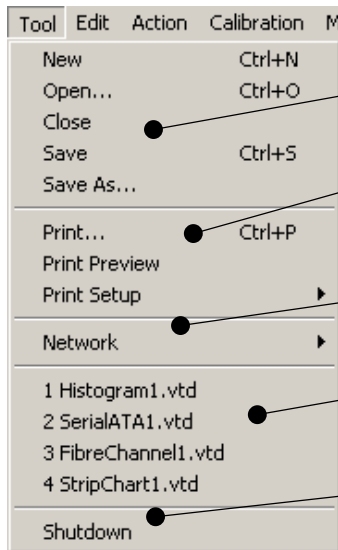 Tool Edit Action Calibration M
New Ctrl+N
Open... Ctrl+O
Close
Save Ctrl+S
Save As...
Print... Ctrl+P
Print Preview
Print Setup
Network
1 Histogram1.vtd
2 SerialATA1.vtd
3 FibreChannel1.vtd
4 StripChart1.vtd
Shutdown